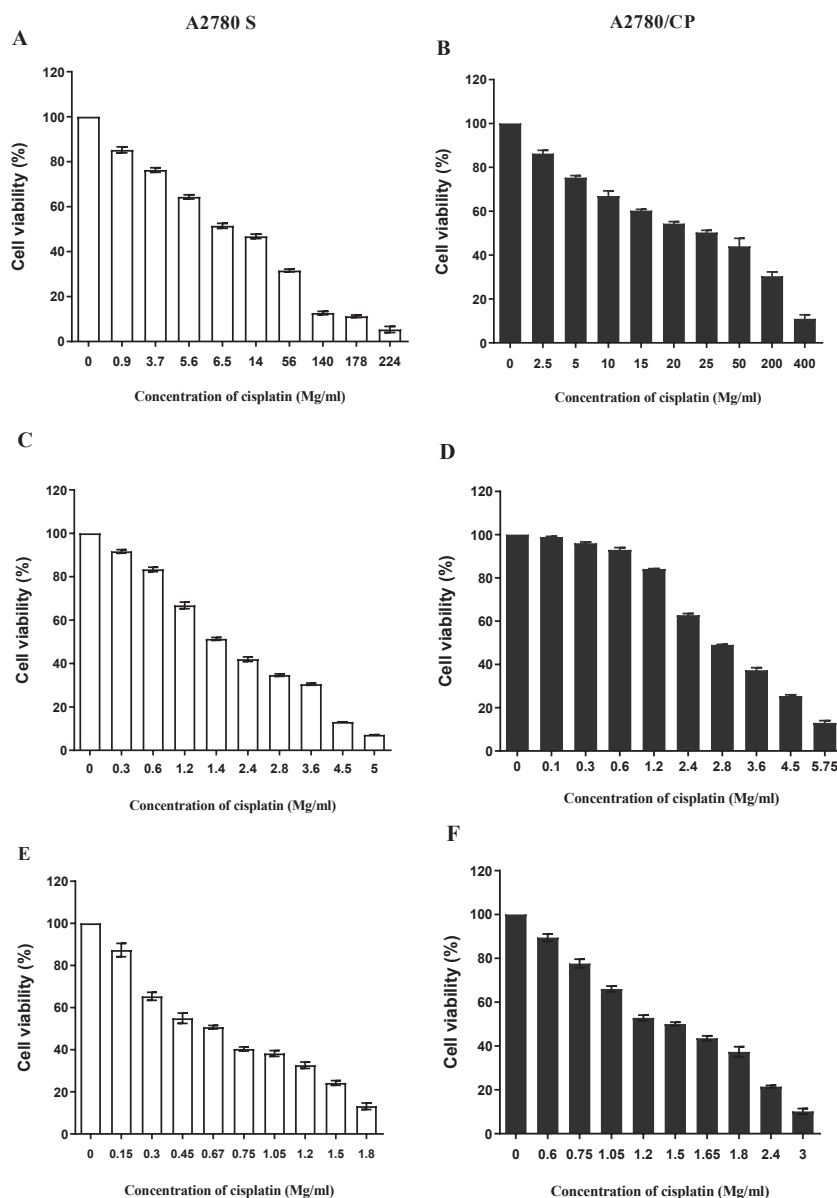 A2780 S
A2780/CP
A
Cell viability (%)
120
100
80
60
40
20
0
0 0.9 3.7 5.6 6.5 14 56 140 178 224
Concentration of cisplatin (Mg/ml)
B
Cell viability (%)
120
100
80
60
40
20
0
0 2.5 5 10 15 20 25 50 200 400
Concentration of cisplatin (Mg/ml)
C
Cell viability (%)
120
100
80
60
40
20
0
0 0.3 0.6 1.2 1.4 2.4 2.8 3.6 4.5 5
Concentration of cisplatin (Mg/ml)
D
Cell viability (%)
120
100
80
60
40
20
0
0 0.1 0.3 0.6 1.2 2.4 2.8 3.6 4.5 5.75
Concentration of cisplatin (Mg/ml)
E
Cell viability (%)
120
100
80
60
40
20
0
0 0.15 0.3 0.45 0.67 0.75 1.05 1.2 1.5 1.8
Concentration of cisplatin (Mg/ml)
F
Cell viability (%)
120
100
80
60
40
20
0
0 0.6 0.75 1.05 1.2 1.5 1.65 1.8 2.4 3
Concentration of cisplatin (Mg/ml)